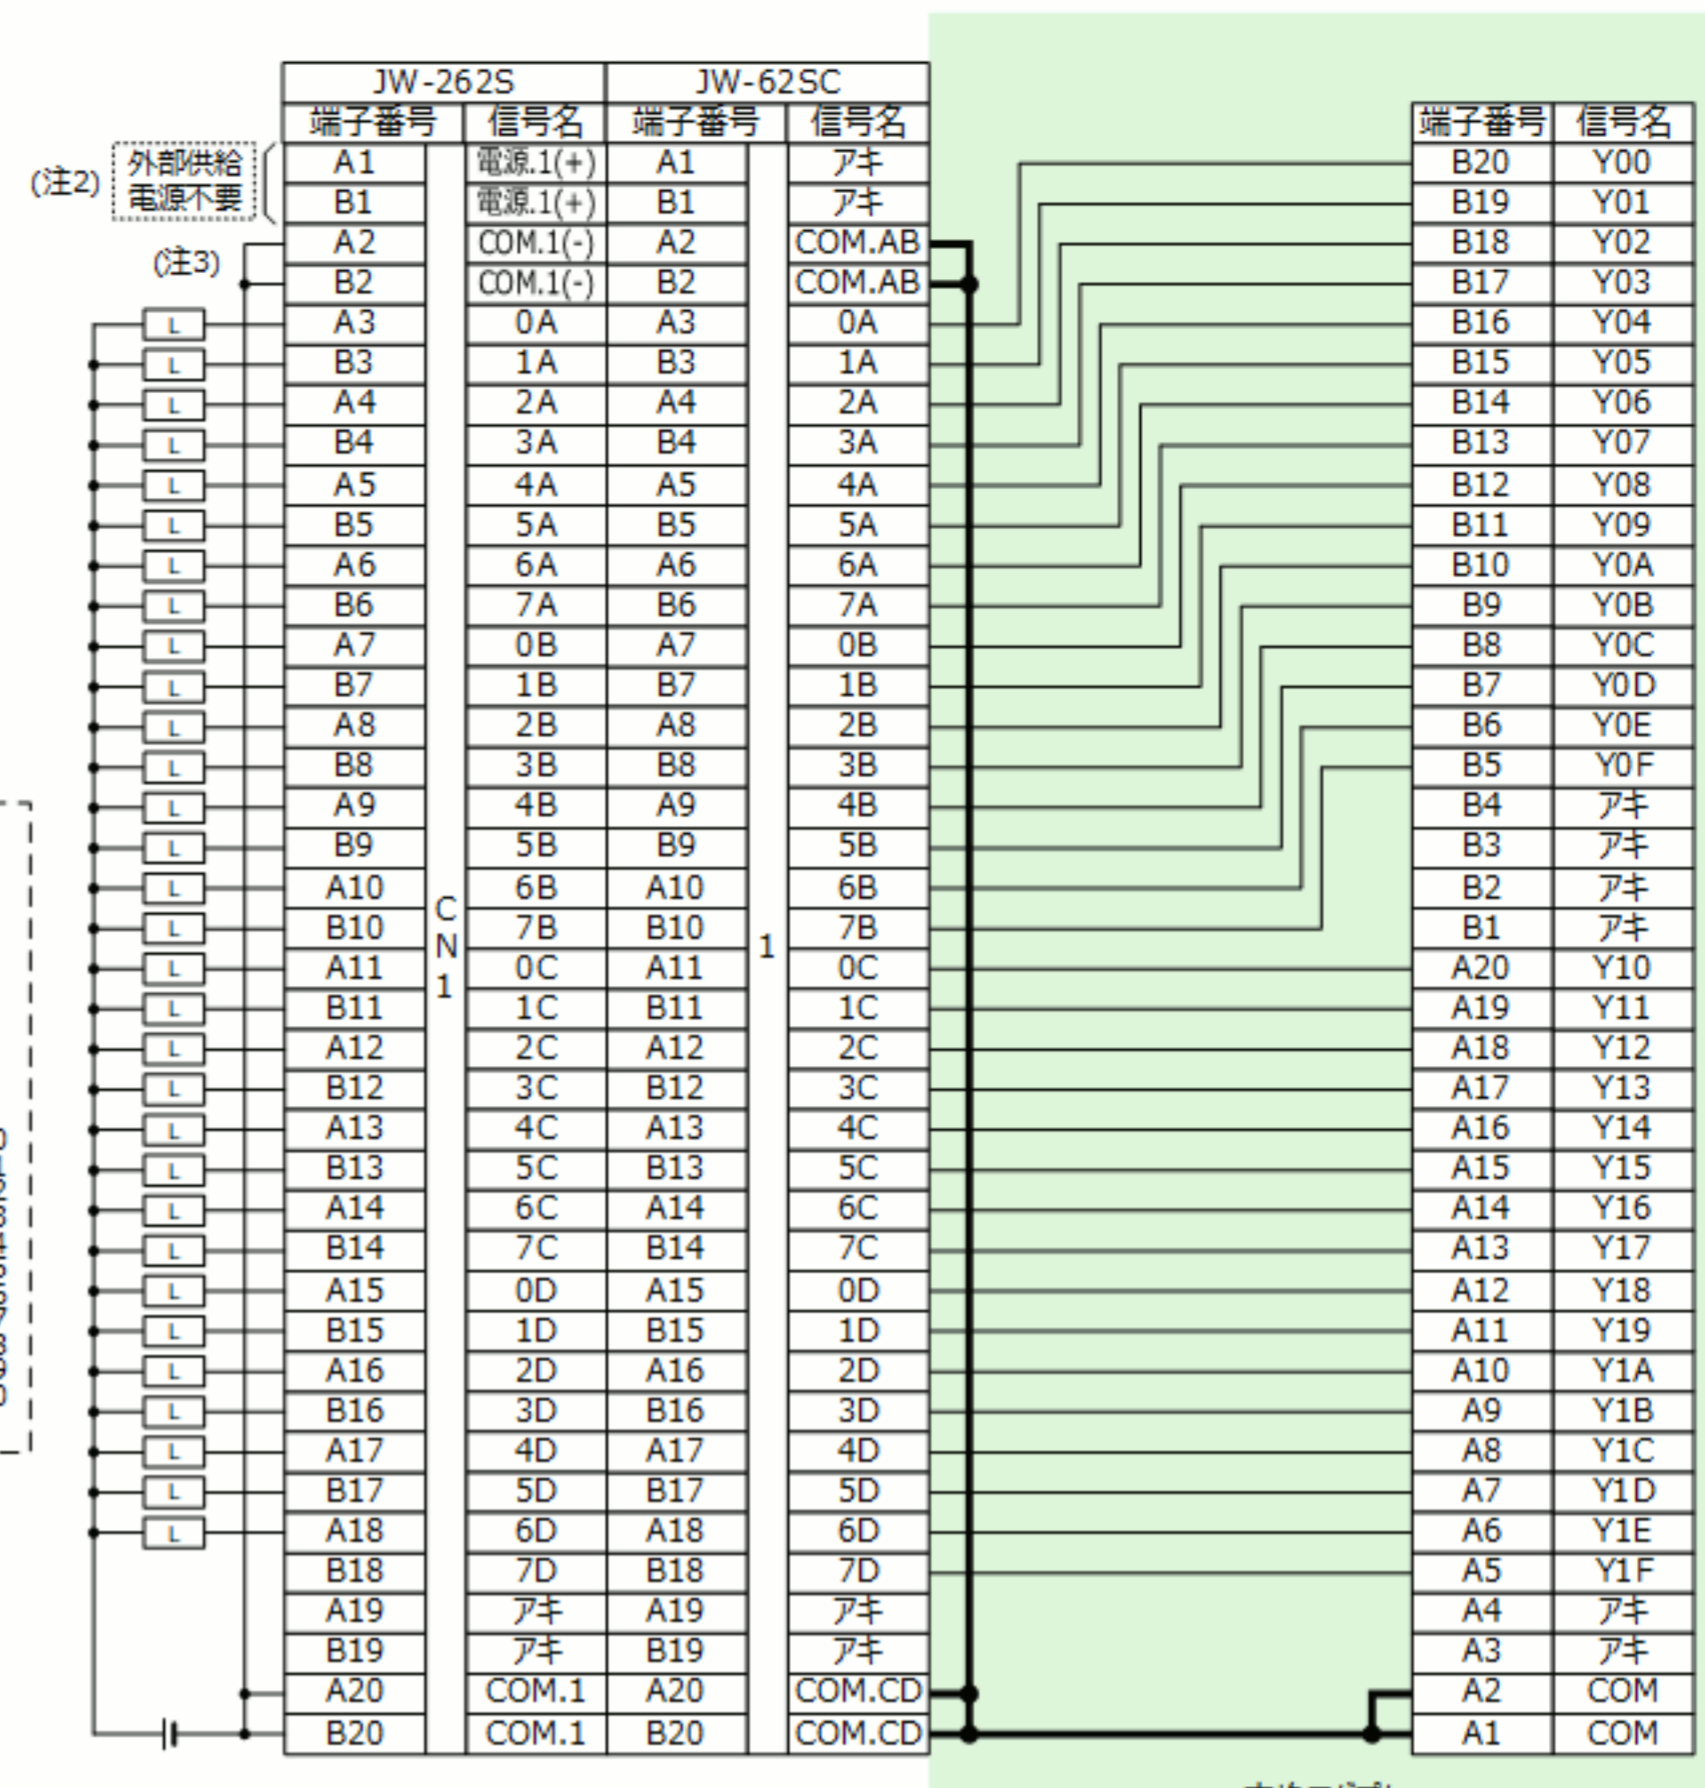 JW-262S JW-62SC
端子番号 信号名 端子番号 信号名 端子番号 信号名
(注2) 外部供給
電源不要
(注3)
A1 電源.1(+) A1 アキ B20 Y00
B1 電源.1(+) B1 アキ B19 Y01
A2 COM.1(-) A2 COM.AB B18 Y02
B2 COM.1(-) B2 COM.AB B17 Y03
L A3 0A A3 0A B16 Y04
L B3 1A B3 1A B15 Y05
L A4 2A A4 2A B14 Y06
L B4 3A B4 3A B13 Y07
L A5 4A A5 4A B12 Y08
L B5 5A B5 5A B11 Y09
L A6 6A A6 6A B10 Y0A
L B6 7A B6 7A B9 Y0B
L A7 0B A7 0B B8 Y0C
L B7 1B B7 1B B7 Y0D
L A8 2B A8 2B B6 Y0E
L B8 3B B8 3B B5 Y0F
L A9 4B A9 4B B4 アキ
L B9 5B B9 5B B3 アキ
L A10 6B A10 6B B2 アキ
L B10 7B B10 7B B1 アキ
L A11 0C A11 0C A20 Y10
L B11 1C B11 1C A19 Y11
L A12 2C A12 2C A18 Y12
L B12 3C B12 3C A17 Y13
L A13 4C A13 4C A16 Y14
L B13 5C B13 5C A15 Y15
L A14 6C A14 6C A14 Y16
L B14 7C B14 7C A13 Y17
L A15 0D A15 0D A12 Y18
L B15 1D B15 1D A11 Y19
L A16 2D A16 2D A10 Y1A
L B16 3D B16 3D A9 Y1B
L A17 4D A17 4D A8 Y1C
L B17 5D B17 5D A7 Y1D
L A18 6D A18 6D A6 Y1E
B18 7D B18 7D A5 Y1F
A19 アキ A19 アキ A4 アキ
B19 アキ B19 アキ A3 アキ
A20 COM.1 A20 COM.CD A2 COM
B20 COM.1 B20 COM.CD A1 COM
CN1
1